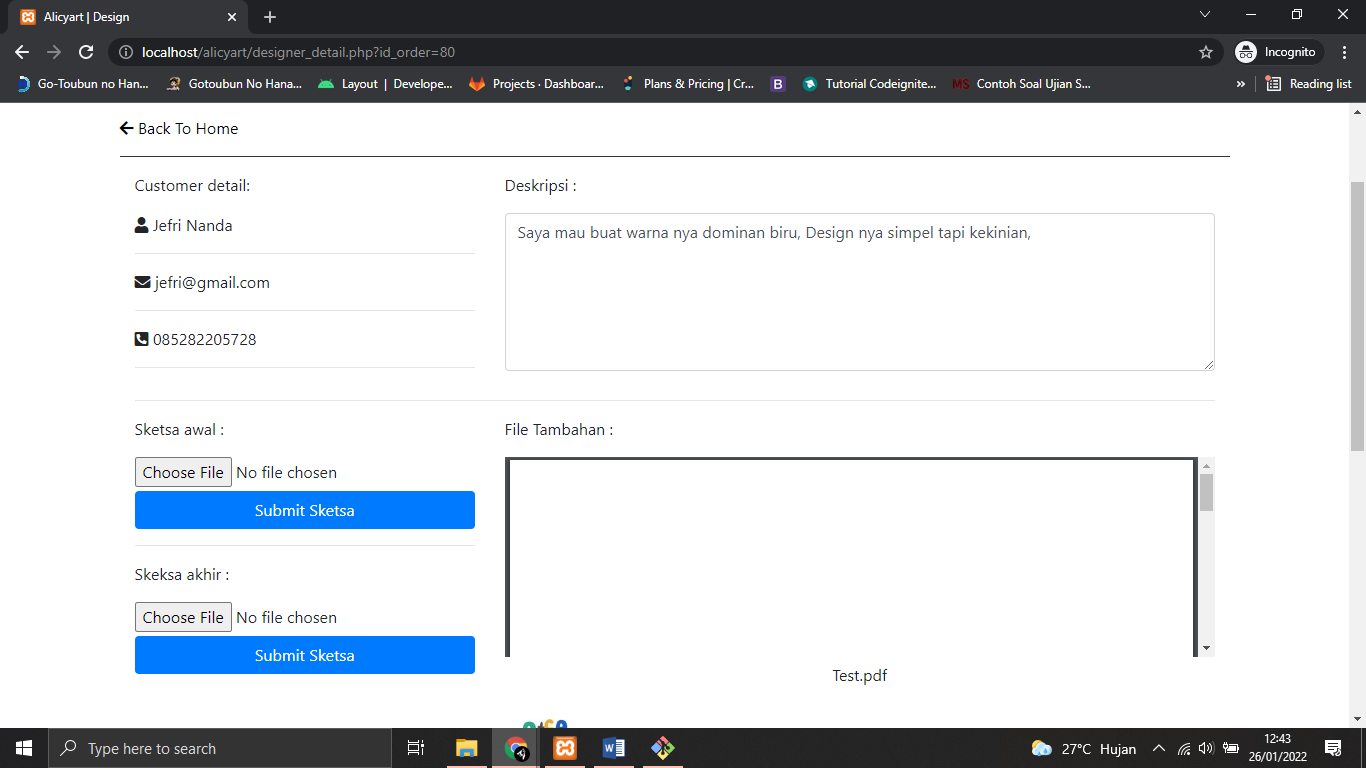 Alicyart | Design
localhost/alicyart/designer_detail.php?id_order=80
Incognito
Go-Toubun no Han...
Gotoubun No Hana...
Layout | Develope...
Projects · Dashboar...
Plans & Pricing | Cr...
B
Tutorial Codeignite...
MS
Contoh Soal Ujian S...
»
Reading list
Back To Home
Customer detail:
Jefri Nanda
jefri@gmail.com
085282205728
Deskripsi :
Saya mau buat warna nya dominan biru, Design nya simpel tapi kekinian,
Sketsa awal :
Choose File No file chosen
Submit Sketsa
Skeksa akhir :
Choose File No file chosen
Submit Sketsa
File Tambahan :
Test.pdf
Type here to search
27°C Hujan
12:43
26/01/2022